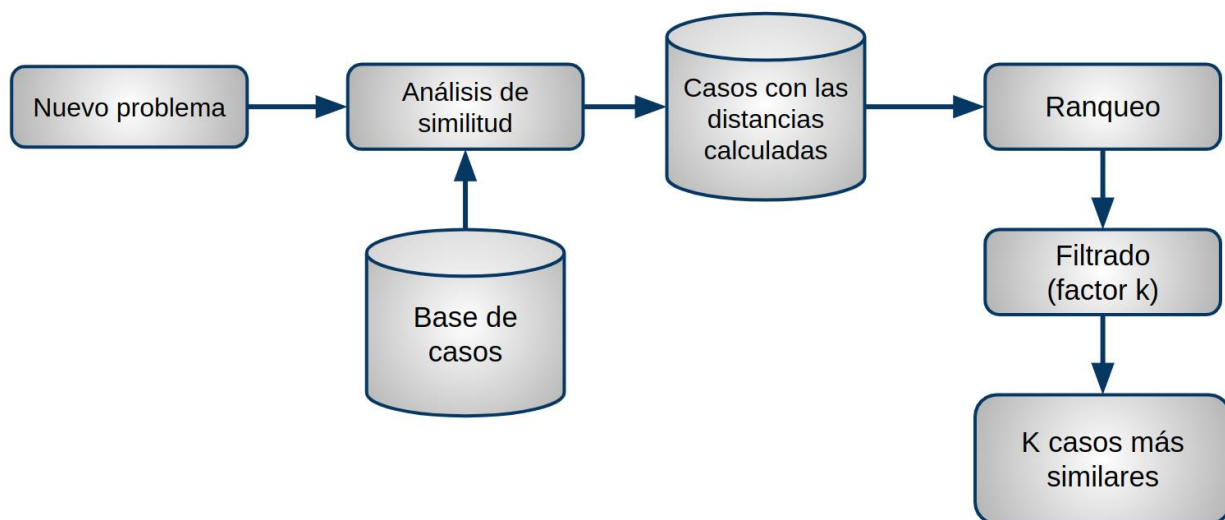 Nuevo problema
Análisis de
similitud
Casos con las
distancias
calculadas
Ranqueo
Base de
casos
Filtrado
(factor k)
K casos más
similares